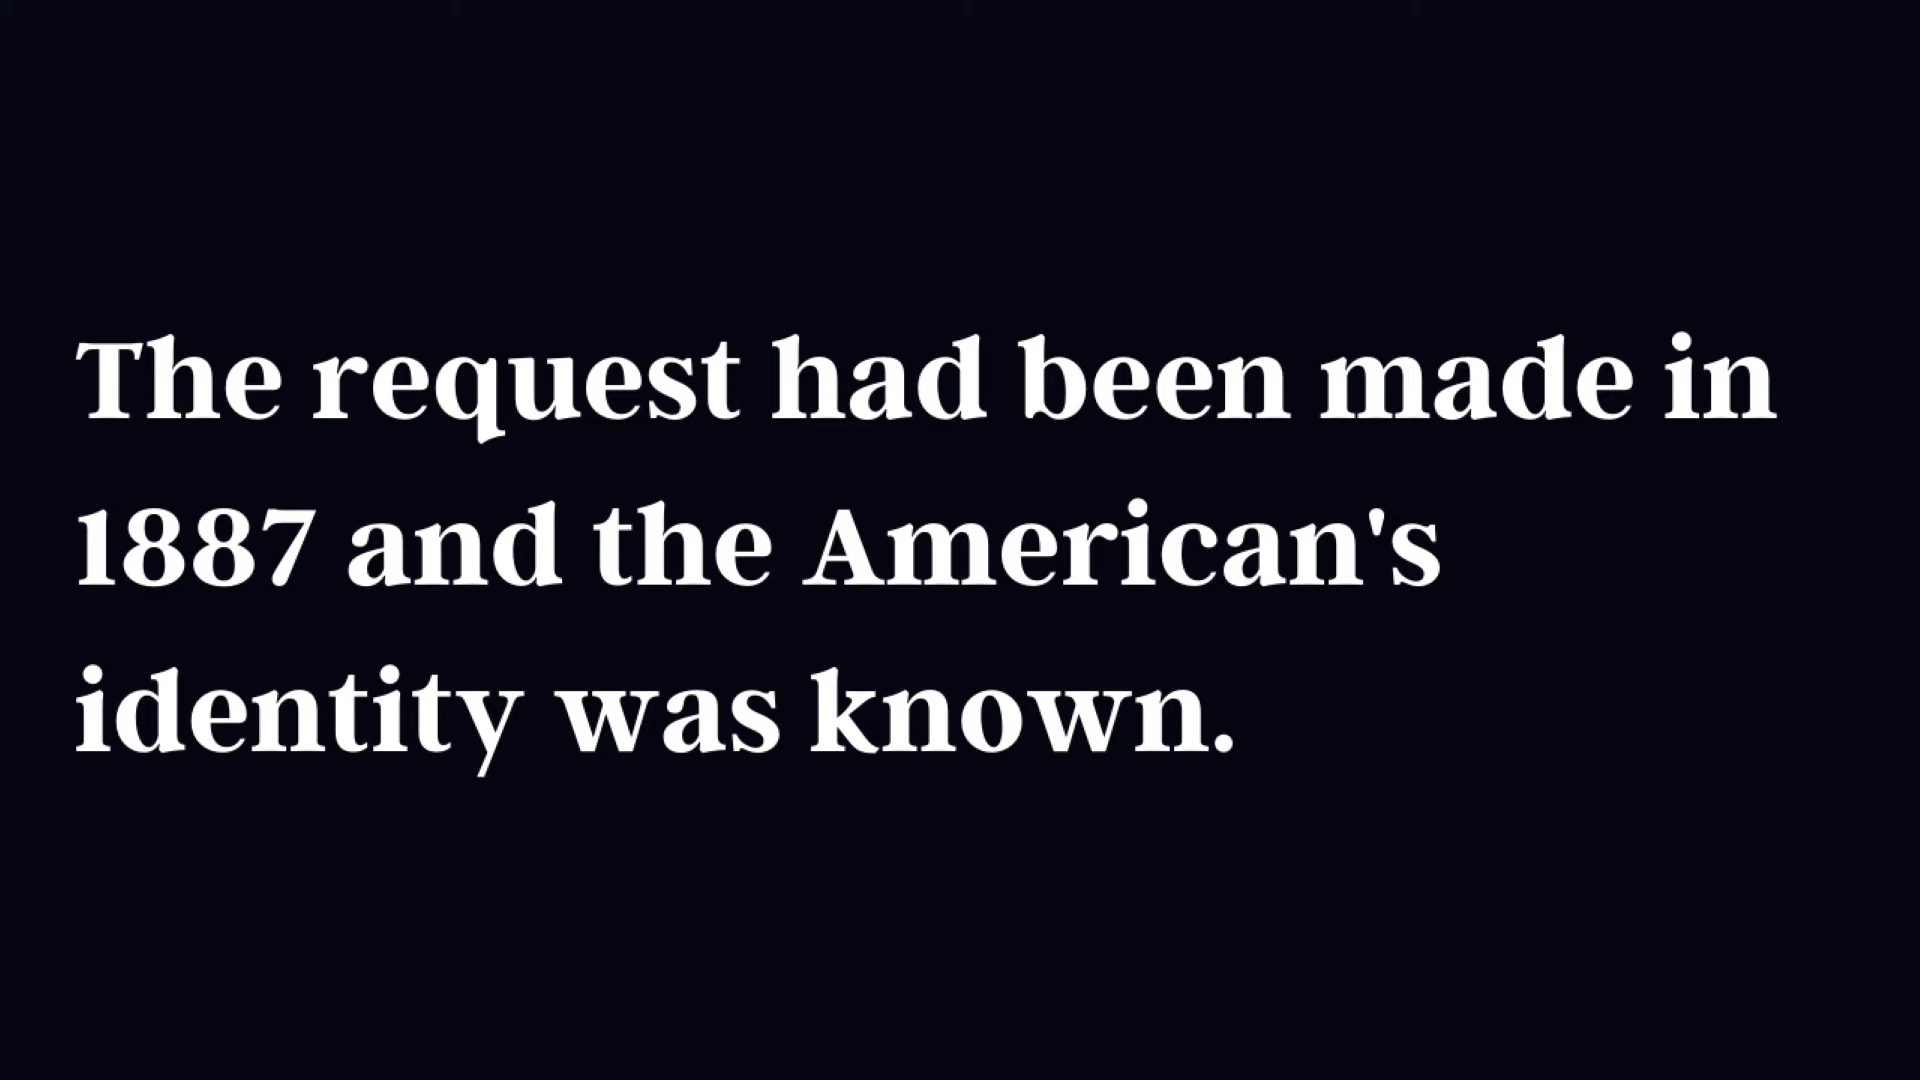 The request had been made in
1887 and the American's
identity was known.